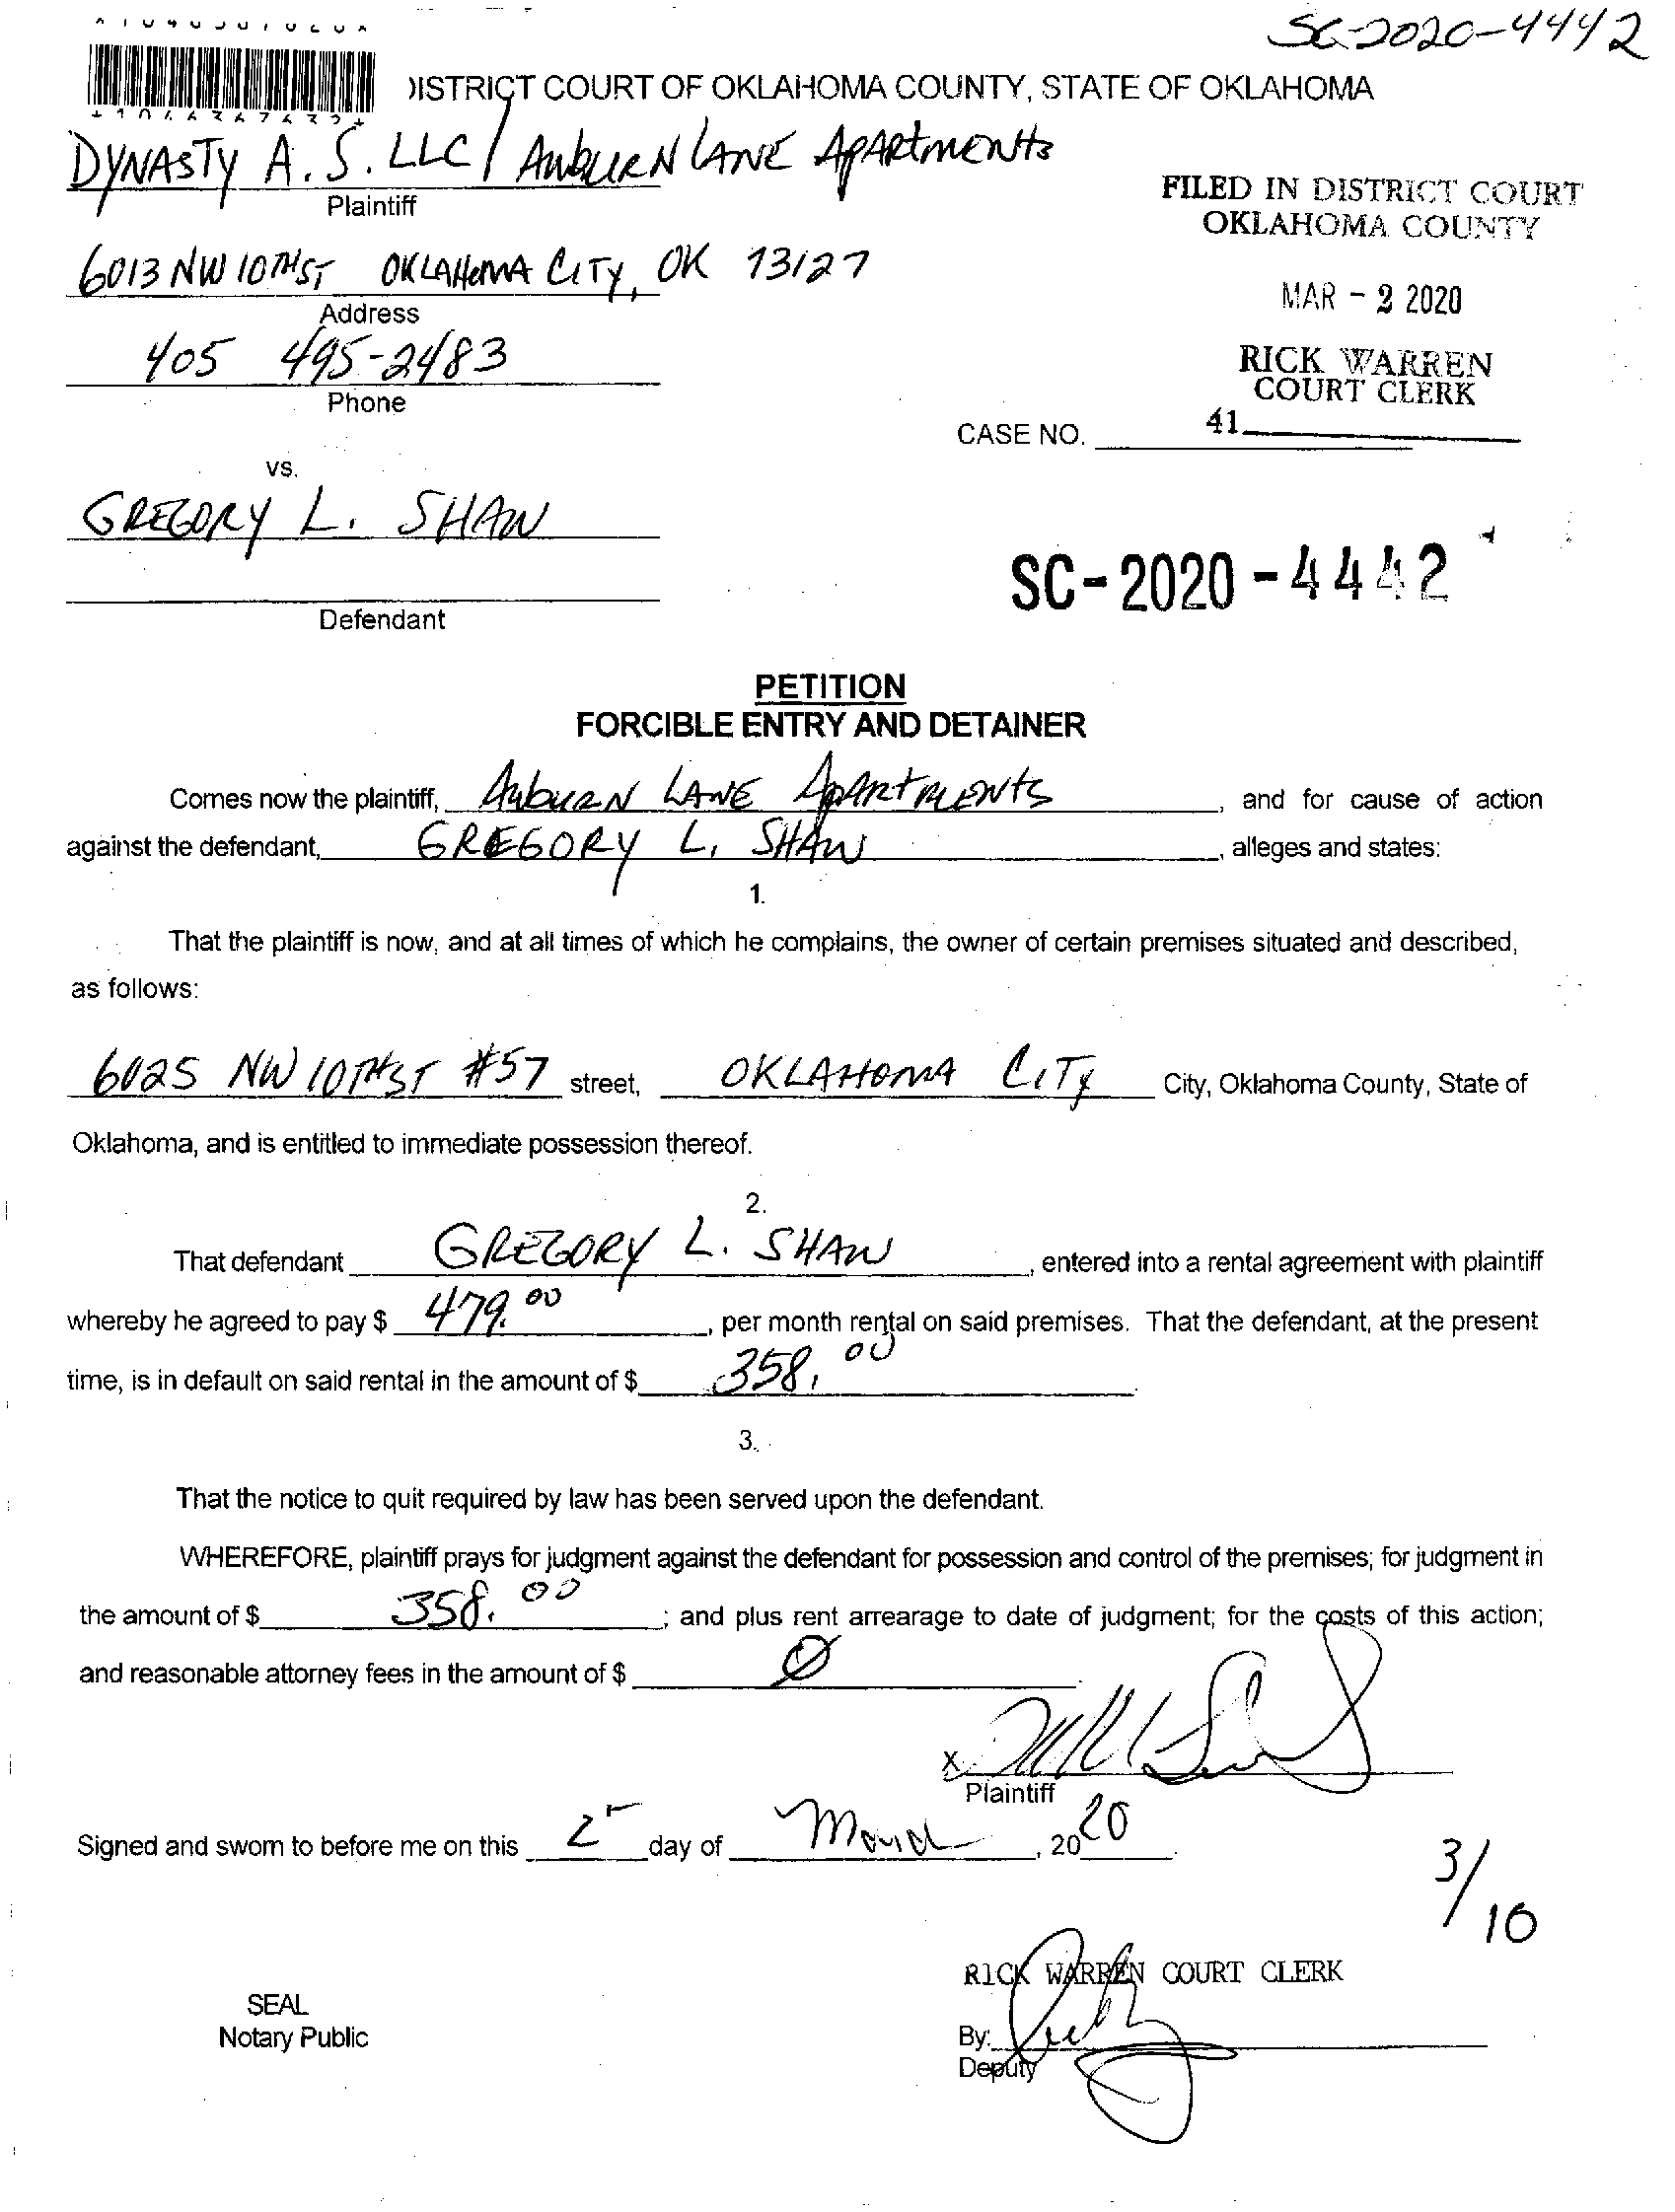 SC-2020-4442
DISTRICT COURT OF OKLAHOMA COUNTY, STATE OF OKLAHOMA
DYNASTY A. S. LLC / AUBURN LANE APARTMENTS
Plaintiff
FILED IN DISTRICT COURT
OKLAHOMA COUNTY
6013 NW 10TH ST OKLAHOMA CITY, OK 73127
Address
MAR - 2 2020
405 495-2483
Phone
RICK WARREN
COURT CLERK
CASE NO. 41
vs.
GREGORY L. SHAW
SC-2020-4442
Defendant
PETITION
FORCIBLE ENTRY AND DETAINER
Comes now the plaintiff, AUBURN LANE APARTMENTS, and for cause of action
against the defendant, GREGORY L. SHAW, alleges and states:
1.
That the plaintiff is now, and at all times of which he complains, the owner of certain premises situated and described,
as follows:
6025 NW 10TH ST #57 street, OKLAHOMA CITY City, Oklahoma County, State of
Oklahoma, and is entitled to immediate possession thereof.
2.
That defendant GREGORY L. SHAW, entered into a rental agreement with plaintiff
whereby he agreed to pay $ 479.00, per month rental on said premises. That the defendant, at the present
time, is in default on said rental in the amount of $ 358.00.
3.
That the notice to quit required by law has been served upon the defendant.
WHEREFORE, plaintiff prays for judgment against the defendant for possession and control of the premises; for judgment in
the amount of $ 358.00; and plus rent arrearage to date of judgment; for the costs of this action;
and reasonable attorney fees in the amount of $ Ø.
X
Plaintiff
Signed and sworn to before me on this 2 day of March, 2020.
3/10
RICK WARREN COURT CLERK
SEAL
Notary Public
By:
Deputy